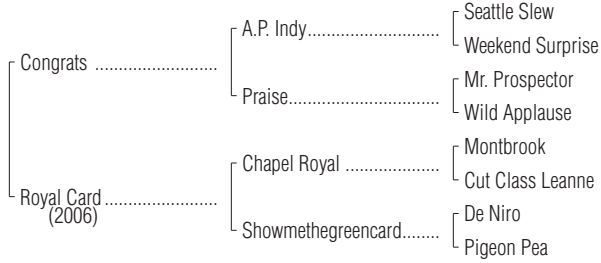 Seattle Slew
A.P. Indy..............................
Weekend Surprise
Congrats ...........................
Mr. Prospector
Praise..................................
Wild Applause
Montbrook
Chapel Royal .....................
Cut Class Leanne
Royal Card.........................
(2006)
De Niro
Showmethegreencard........
Pigeon Pea